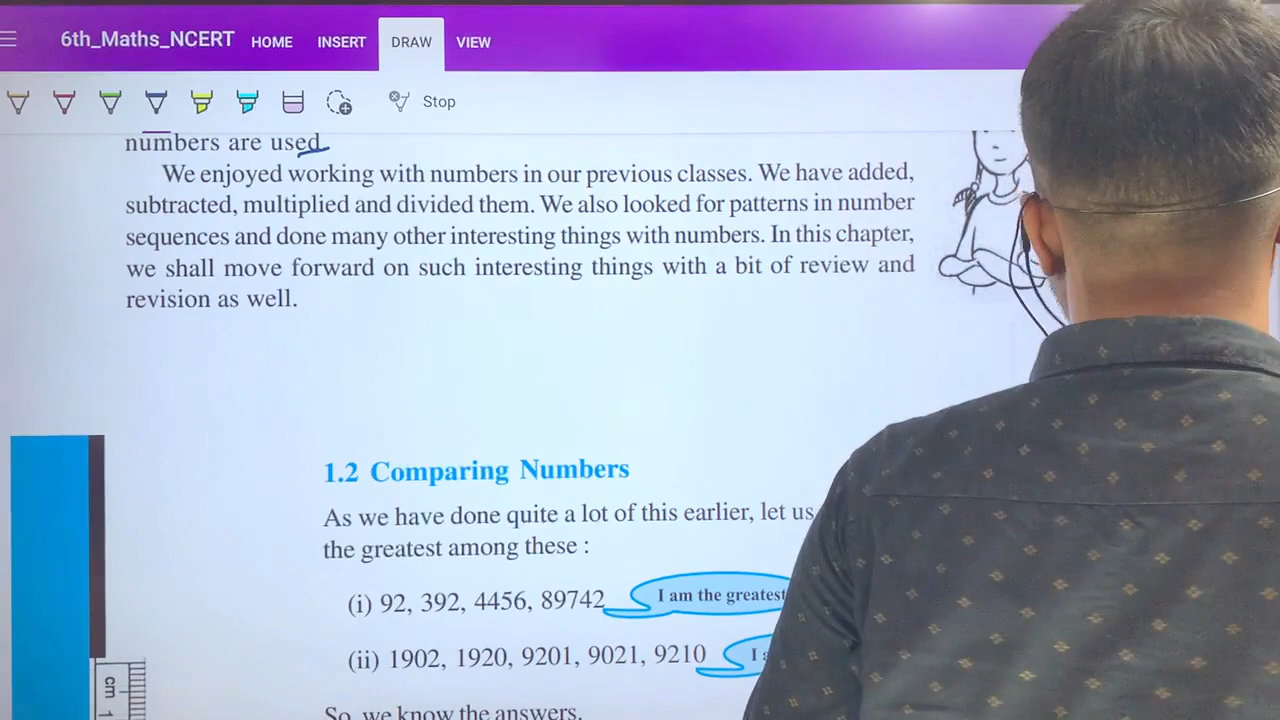 6th_Maths_NCERT HOME INSERT DRAW VIEW
Stop
numbers are used
We enjoyed working with numbers in our previous classes. We have added,
subtracted, multiplied and divided them. We also looked for patterns in number
sequences and done many other interesting things with numbers. In this chapter,
we shall move forward on such interesting things with a bit of review and
revision as well.
1.2 Comparing Numbers
As we have done quite a lot of this earlier, let us
the greatest among these :
(i) 92, 392, 4456, 89742 I am the greatest
(ii) 1902, 1920, 9201, 9021, 9210 I
So, we know the answers.
cm 1